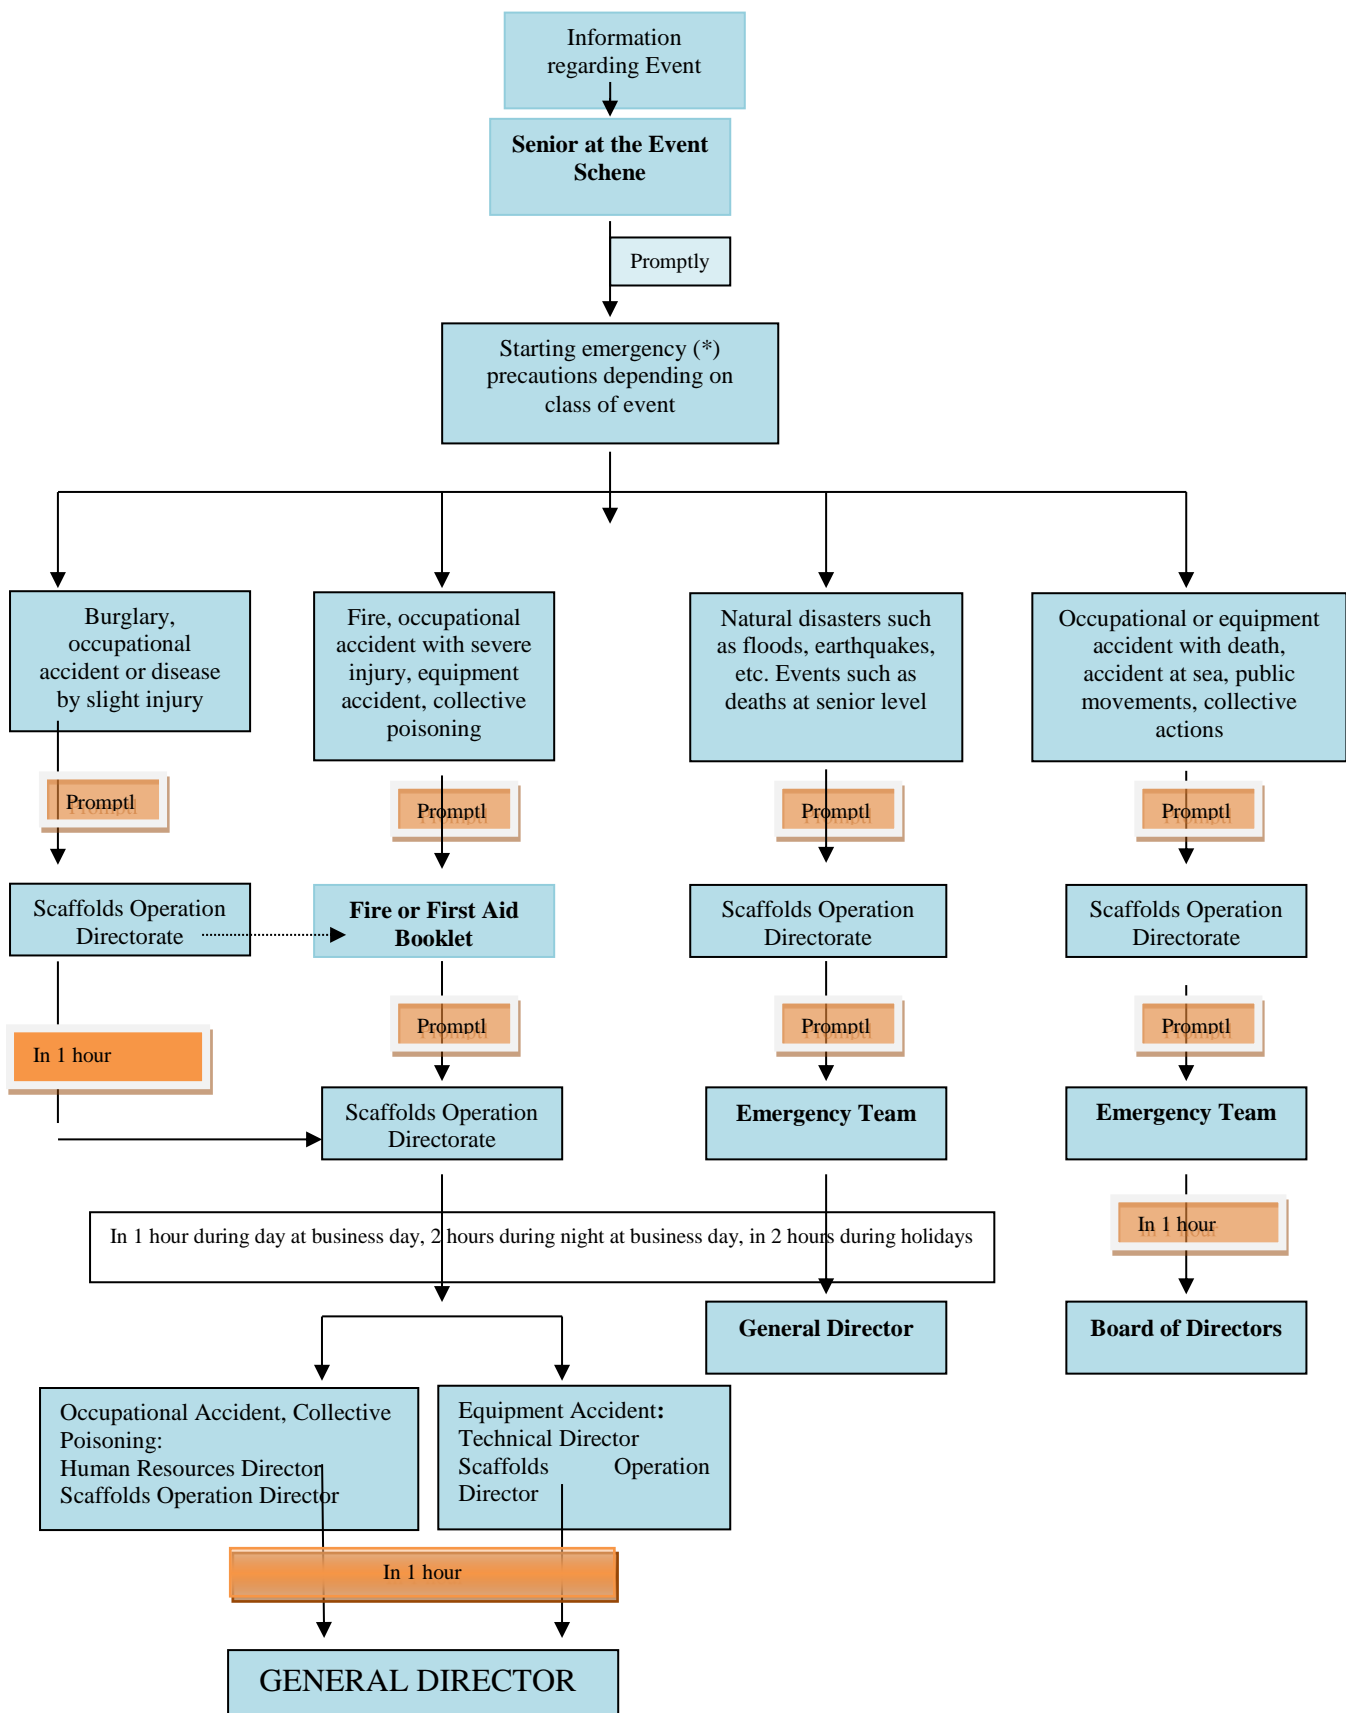 Information
regarding Event
Senior at the Event
Schene
Promptly
Starting emergency (*)
precautions depending on
class of event
Burglary,
occupational
accident or disease
by slight injury
Fire, occupational
accident with severe
injury, equipment
accident, collective
poisoning
Natural disasters such
as floods, earthquakes,
etc. Events such as
deaths at senior level
Occupational or equipment
accident with death,
accident at sea, public
movements, collective
actions
Promptl
Promptl
Promptl
Promptl
Scaffolds Operation
Directorate
Fire or First Aid
Booklet
Scaffolds Operation
Directorate
Scaffolds Operation
Directorate
In 1 hour
Promptl
Promptl
Promptl
Scaffolds Operation
Directorate
Emergency Team
Emergency Team
In 1 hour during day at business day, 2 hours during night at business day, in 2 hours during holidays
In 1 hour
General Director
Board of Directors
Occupational Accident, Collective
Poisoning:
Human Resources Director
Scaffolds Operation Director
Equipment Accident:
Technical Director
Scaffolds Operation
Director
In 1 hour
GENERAL DIRECTOR